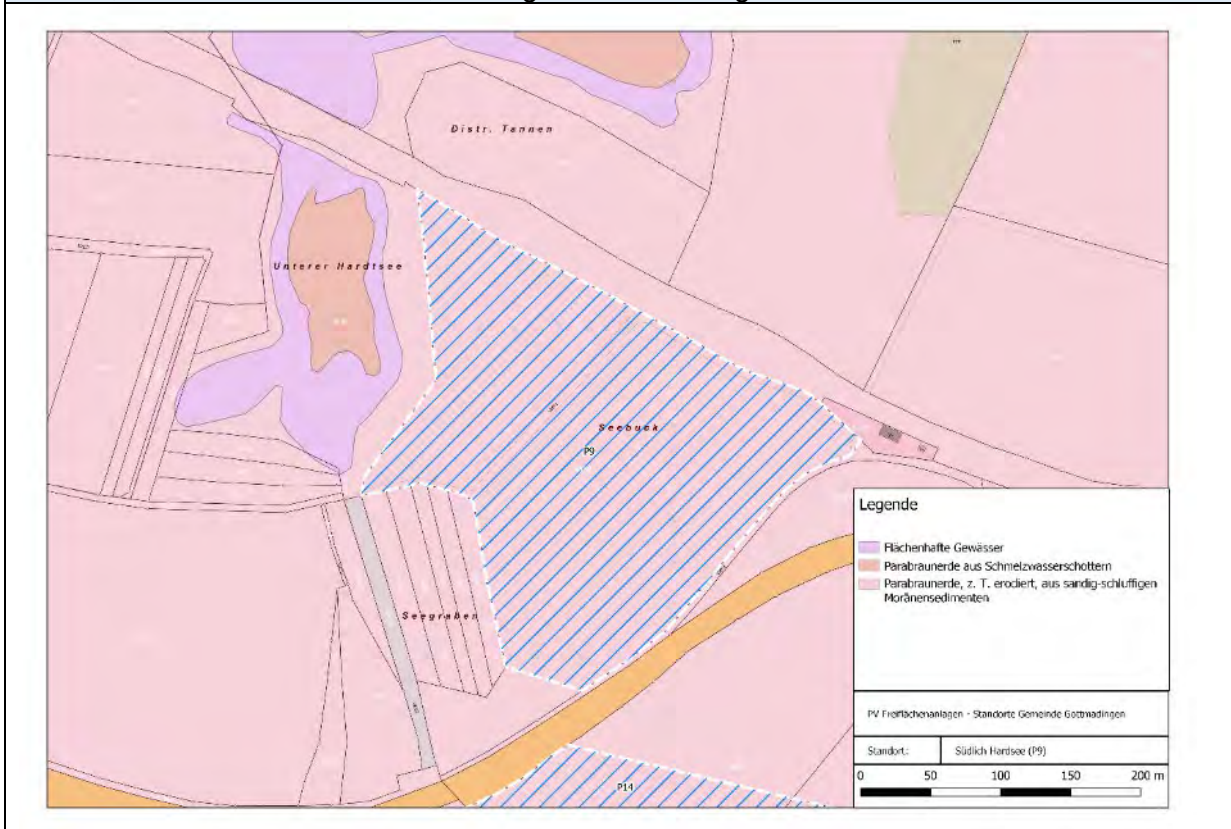 Distr. Tannen
Unterer Hardtsee
Seebuck
P9
Seegraben
P14
Legende
Flächenhafte Gewässer
Parabraunerde aus Schmelzwasserschottern
Parabraunerde, z. T. erodiert, aus sandig-schluffigen
Moränensedimenten
PV Freiflächenanlagen - Standorte Gemeinde Gottmadingen
Standort: Südlich Hardsee (P9)
0 50 100 150 200 m